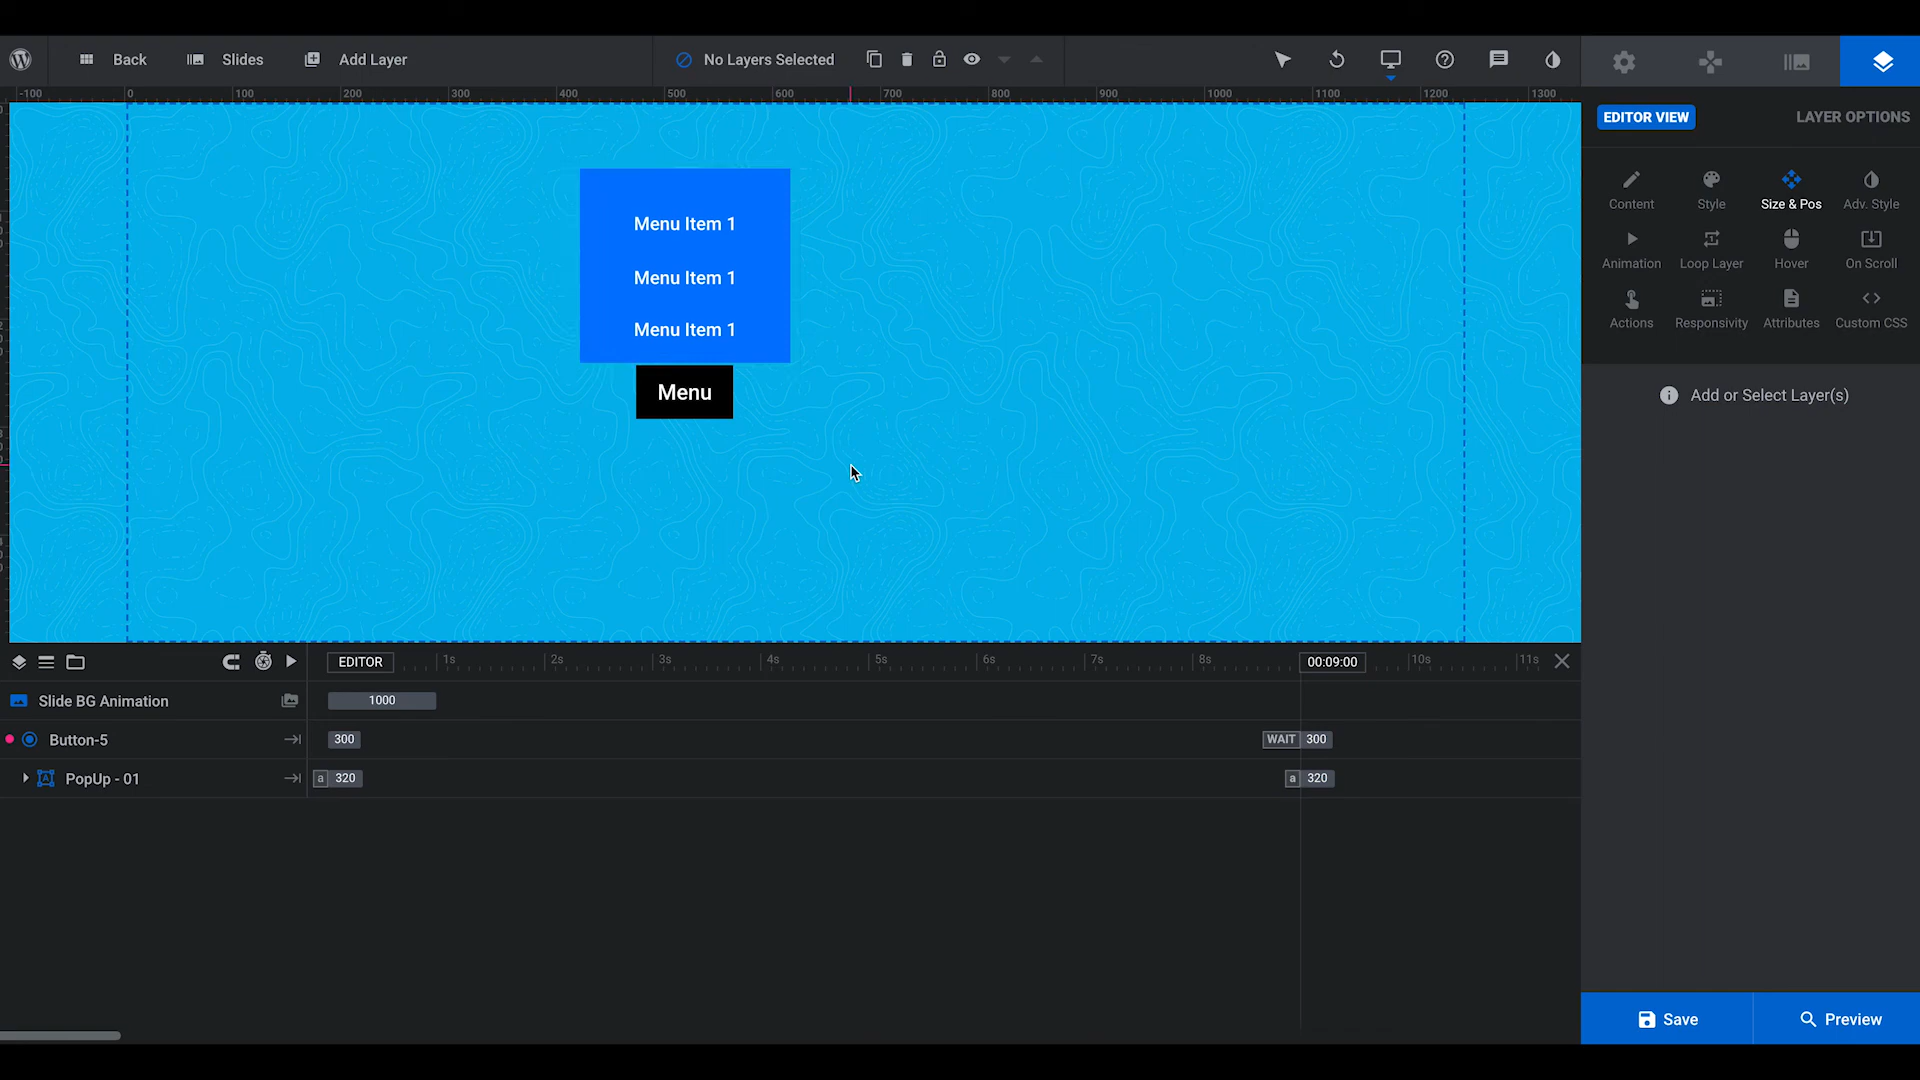 Back
Slides
Add Layer
No Layers Selected
-100 0 100 200 300 400 500 600 700 800 900 1000 1100 1200 1300
EDITOR VIEW
LAYER OPTIONS
Content
Style
Size & Pos
Adv. Style
Animation
Loop Layer
Hover
On Scroll
Actions
Responsivity
Attributes
Custom CSS
Add or Select Layer(s)
Menu Item 1
Menu Item 1
Menu Item 1
Menu
EDITOR 1s 2s 3s 4s 5s 6s 7s 8s 00:09:00 10s 11s
Slide BG Animation 1000
Button-5 300 WAIT 300
PopUp - 01 a 320 a 320
Save
Preview